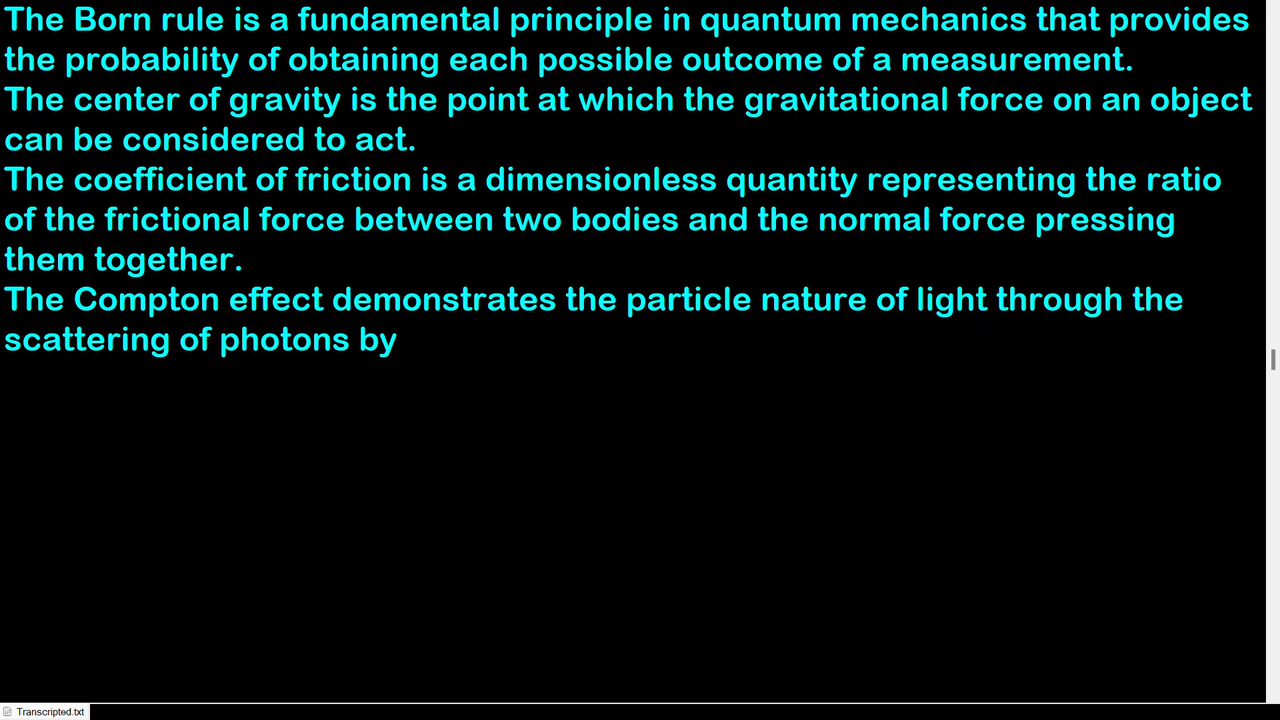 The Born rule is a fundamental principle in quantum mechanics that provides
the probability of obtaining each possible outcome of a measurement.
The center of gravity is the point at which the gravitational force on an object
can be considered to act.
The coefficient of friction is a dimensionless quantity representing the ratio
of the frictional force between two bodies and the normal force pressing
them together.
The Compton effect demonstrates the particle nature of light through the
scattering of photons by
Transcripted.txt